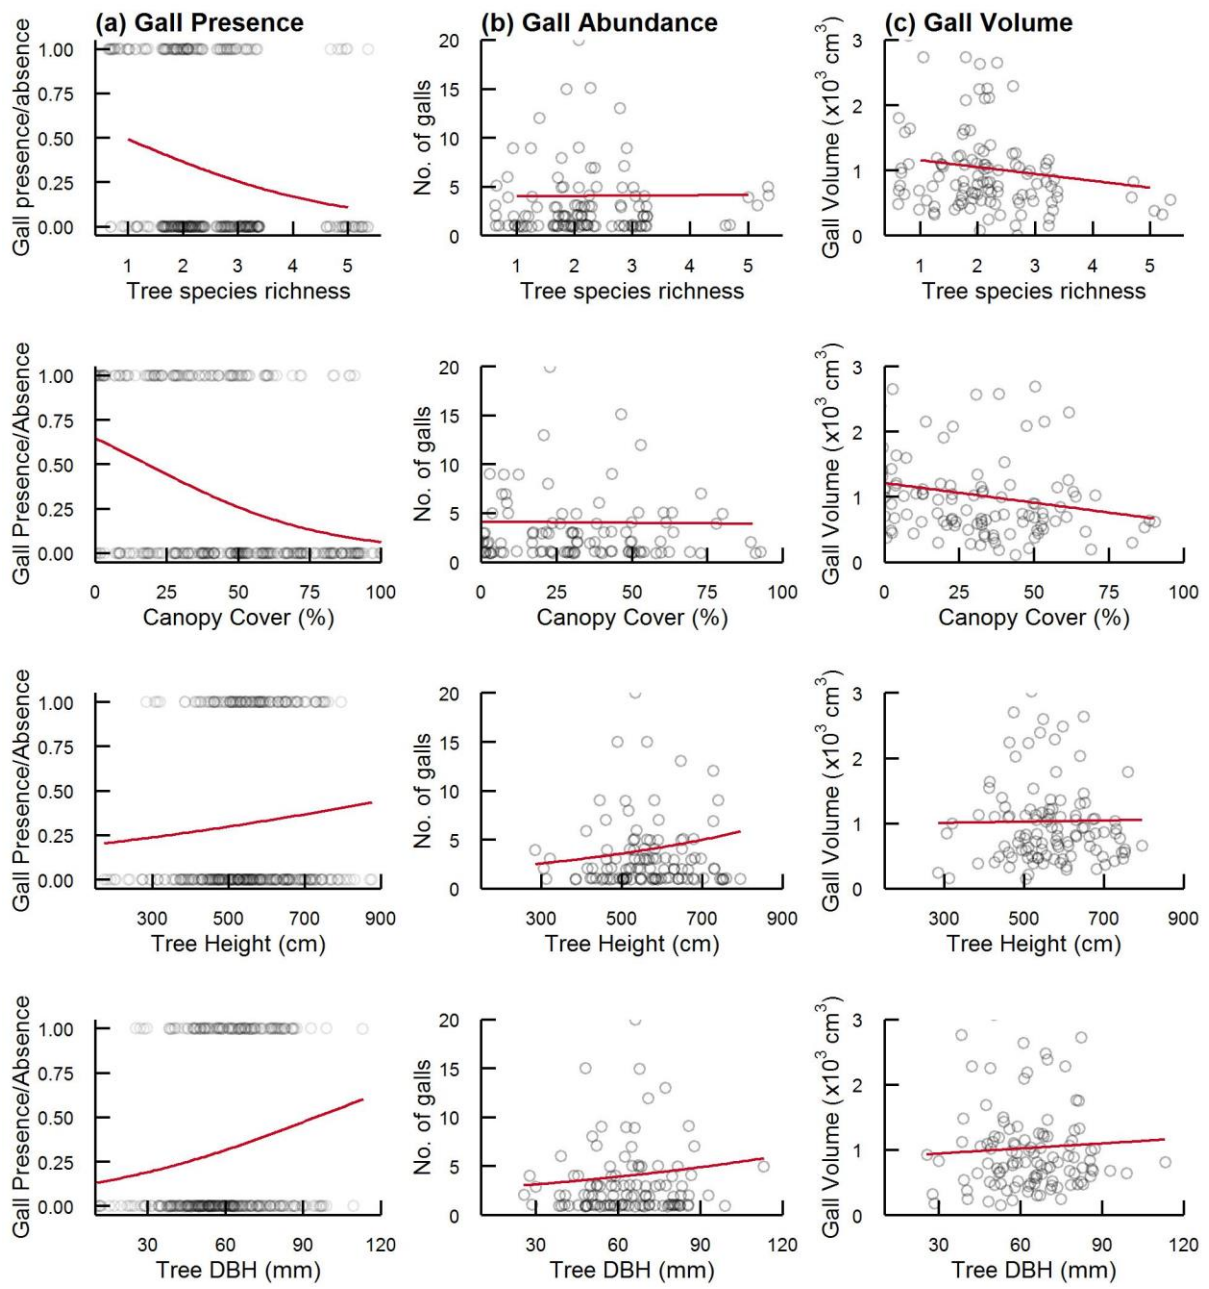 (a) Gall Presence
(b) Gall Abundance
(c) Gall Volume
Gall presence/absence
1.00
0.75
0.50
0.25
0.00
1 2 3 4 5
Tree species richness
No. of galls
20
15
10
5
0
1 2 3 4 5
Tree species richness
Gall Volume (x10³ cm³)
3
2
1
0
1 2 3 4 5
Tree species richness
Gall Presence/Absence
1.00
0.75
0.50
0.25
0.00
0 25 50 75 100
Canopy Cover (%)
No. of galls
20
15
10
5
0
0 25 50 75 100
Canopy Cover (%)
Gall Volume (x10³ cm³)
3
2
1
0
25 50 75 100
Canopy Cover (%)
Gall Presence/Absence
1.00
0.75
0.50
0.25
0.00
300 500 700 900
Tree Height (cm)
No. of galls
20
15
10
5
0
300 500 700 900
Tree Height (cm)
Gall Volume (x10³ cm³)
3
2
1
0
300 500 700 900
Tree Height (cm)
Gall Presence/Absence
1.00
0.75
0.50
0.25
0.00
30 60 90 120
Tree DBH (mm)
No. of galls
20
15
10
5
0
30 60 90 120
Tree DBH (mm)
Gall Volume (x10³ cm³)
3
2
1
0
30 60 90 120
Tree DBH (mm)